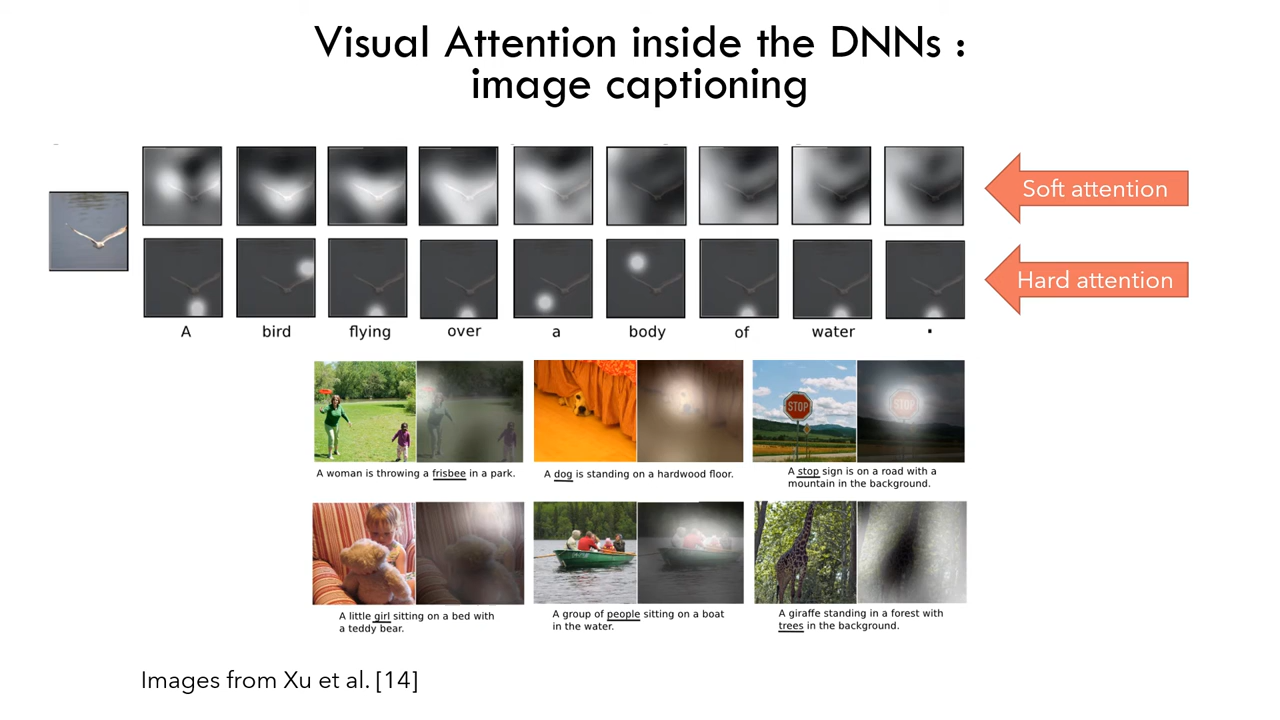 Visual Attention inside the DNNs :
image captioning
Soft attention
Hard attention
A bird flying over a body of water .
STOP STOP
A woman is throwing a frisbee in a park.
A dog is standing on a hardwood floor.
A stop sign is on a road with a
mountain in the background.
A little girl sitting on a bed with
a teddy bear.
A group of people sitting on a boat
in the water.
A giraffe standing in a forest with
trees in the background.
Images from Xu et al. [14]